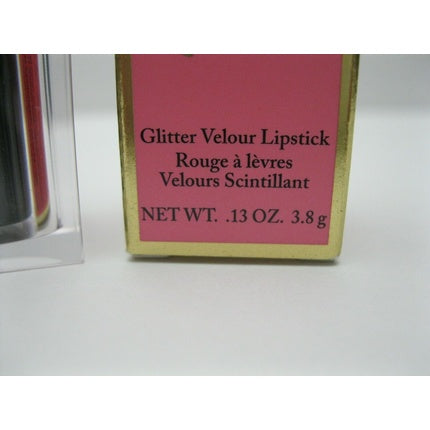 Glitter Velour Lipstick
Rouge à lèvres
Velours Scintillant
NET WT. .13 OZ. 3.8 g